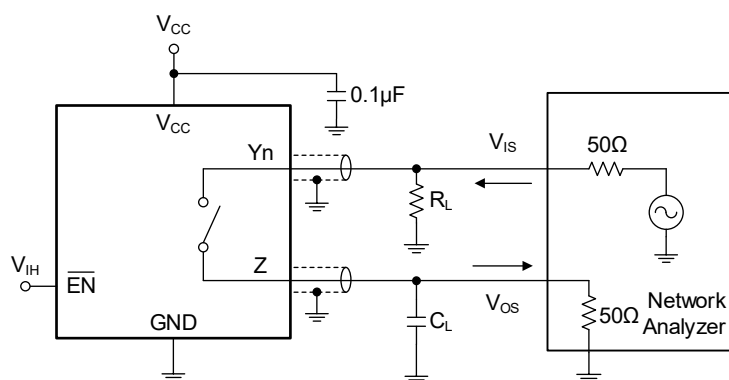 VCC
0.1µF
VCC
Yn
VIS
50Ω
RL
VIH
EN
Z
GND
CL
VOS
50Ω
Network
Analyzer